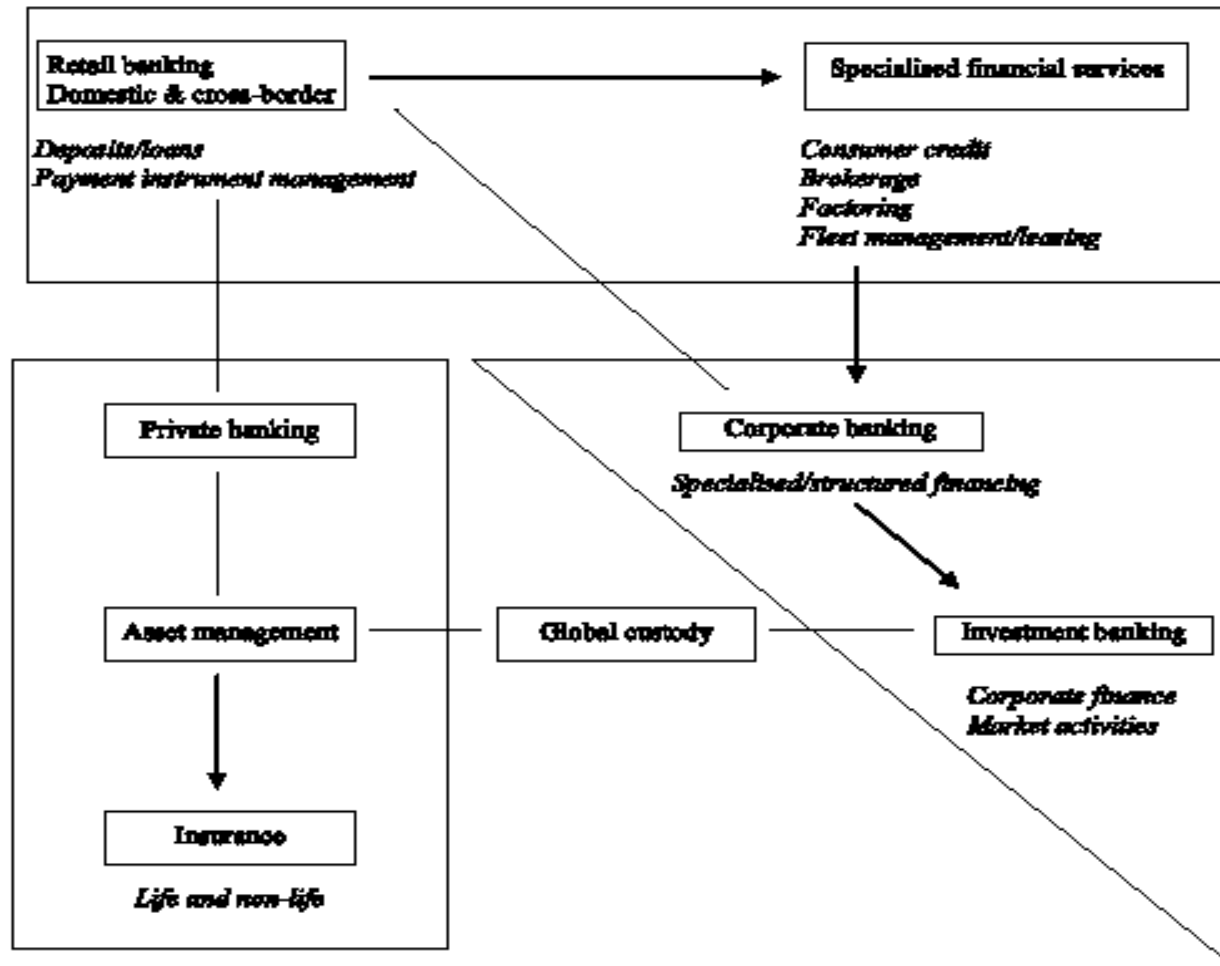 Retail banking
Domestic & cross-border
Deposits/loans
Payment instrument management
Specialised financial services
Consumer credit
Brokerage
Factoring
Fleet management/leasing
Private banking
Corporate banking
Specialised/structured financing
Asset management
Global custody
Investment banking
Corporate finance
Market activities
Insurance
Life and non-life